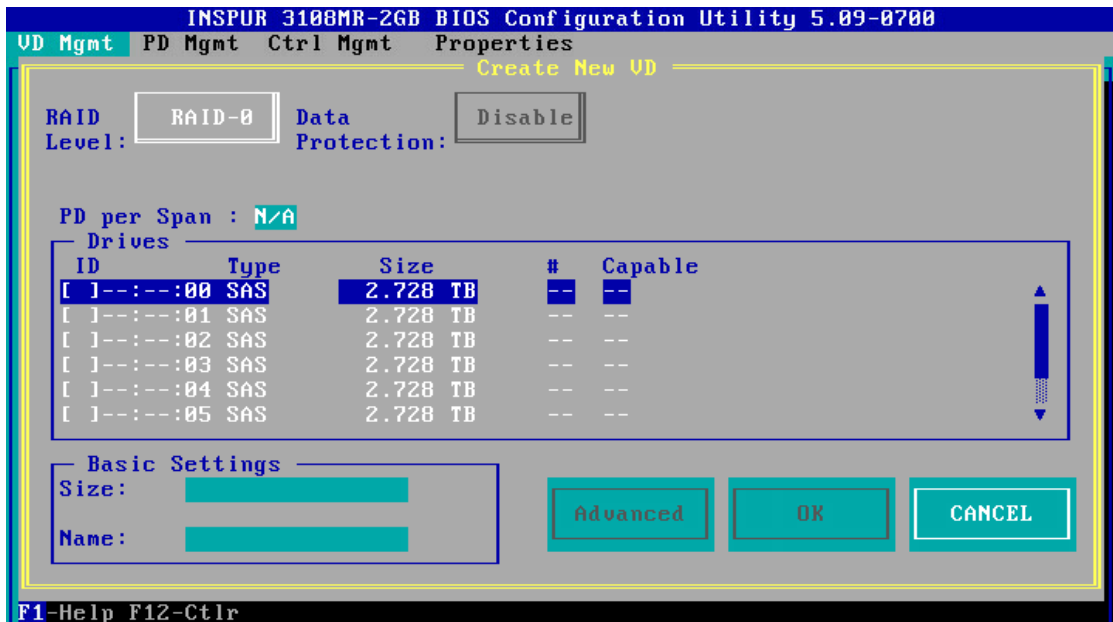 INSPUR 3108MR-2GB BIOS Configuration Utility 5.09-0700
VD Mgmt PD Mgmt Ctrl Mgmt Properties
Create New VD
RAID Level: RAID-0 Data Protection: Disable
PD per Span : N/A
Drives
ID Type Size # Capable
[ ]--:--:00 SAS 2.728 TB -- --
[ ]--:--:01 SAS 2.728 TB -- --
[ ]--:--:02 SAS 2.728 TB -- --
[ ]--:--:03 SAS 2.728 TB -- --
[ ]--:--:04 SAS 2.728 TB -- --
[ ]--:--:05 SAS 2.728 TB -- --
Basic Settings
Size:
Name:
Advanced OK CANCEL
F1-Help F12-Ctlr